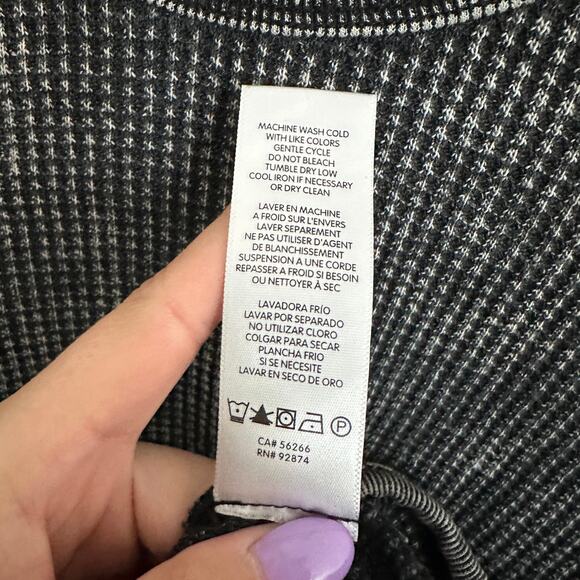 MACHINE WASH COLD
WITH LIKE COLORS
GENTLE CYCLE
DO NOT BLEACH
TUMBLE DRY LOW
COOL IRON IF NECESSARY
OR DRY CLEAN
LAVER EN MACHINE
A FROID SUR L'ENVERS
LAVER SEPAREMENT
NE PAS UTILISER D'AGENT
DE BLANCHISSEMENT
SUSPENSION A UNE CORDE
REPASSER A FROID SI BESOIN
OU NETTOYER À SEC
LAVADORA FRÍO
LAVAR POR SEPARADO
NO UTILIZAR CLORO
COLGAR PARA SECAR
PLANCHA FRIO
SI SE NECESITE
LAVAR EN SECO DE ORO
P
CA# 56266
RN# 92874